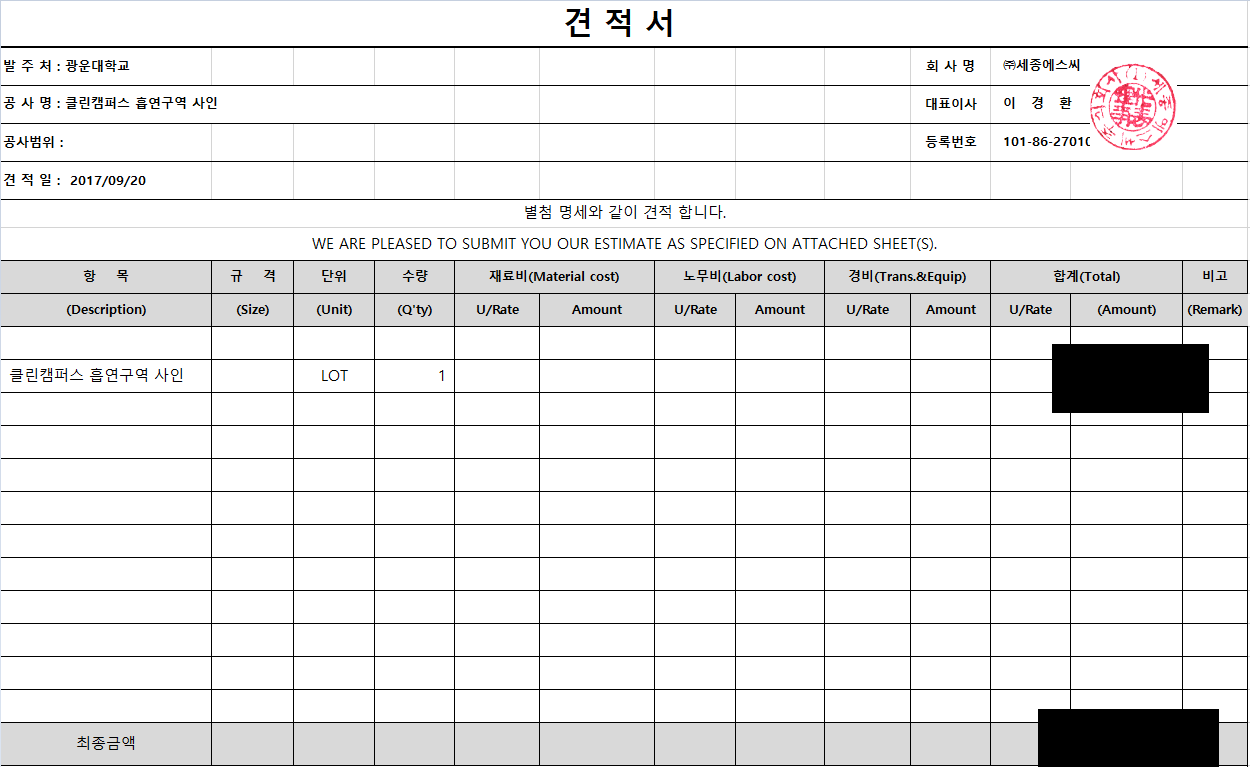 견 적 서
발 주 처 : 광운대학교
회 사 명 ㈜세종에스씨
공 사 명 : 클린캠퍼스 흡연구역 사인
대표이사 이 경 환
공사범위 :
등록번호 101-86-27010
견 적 일 : 2017/09/20
별첨 명세와 같이 견적 합니다.
WE ARE PLEASED TO SUBMIT YOU OUR ESTIMATE AS SPECIFIED ON ATTACHED SHEET(S).
항 목 규 격 단위 수량 재료비(Material cost) 노무비(Labor cost) 경비(Trans.&Equip) 합계(Total) 비고
(Description) (Size) (Unit) (Q'ty) U/Rate Amount U/Rate Amount U/Rate Amount U/Rate (Amount) (Remark)
클린캠퍼스 흡연구역 사인 LOT 1
최종금액